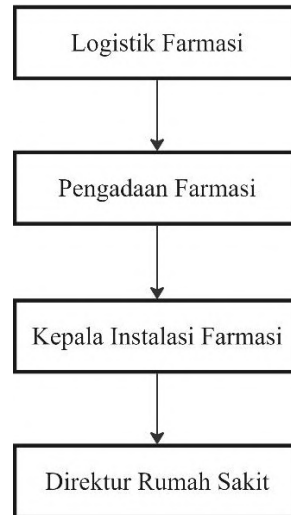 Logistik Farmasi
Pengadaan Farmasi
Kepala Instalasi Farmasi
Direktur Rumah Sakit